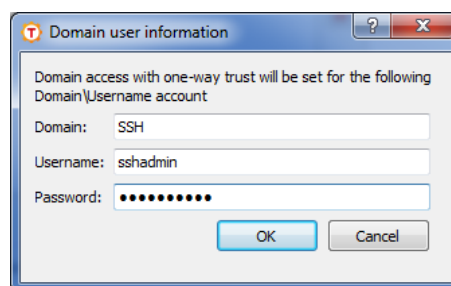 Domain user information
Domain access with one-way trust will be set for the following
Domain\Username account
Domain: SSH
Username: sshadmin
Password: ●●●●●●●●●●
OK Cancel